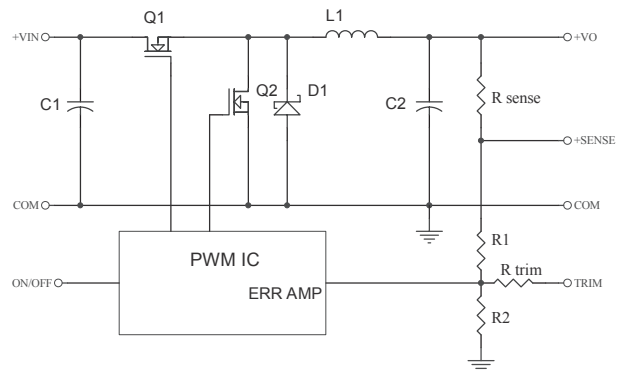 Q1
L1
+VIN
+VO
C1
Q2
D1
C2
R sense
+SENSE
COM
COM
PWM IC
R1
R trim
ON/OFF
ERR AMP
TRIM
R2